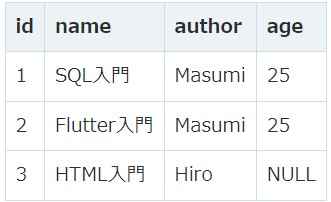 id name author age
1 SQL入門 Masumi 25
2 Flutter入門 Masumi 25
3 HTML入門 Hiro NULL